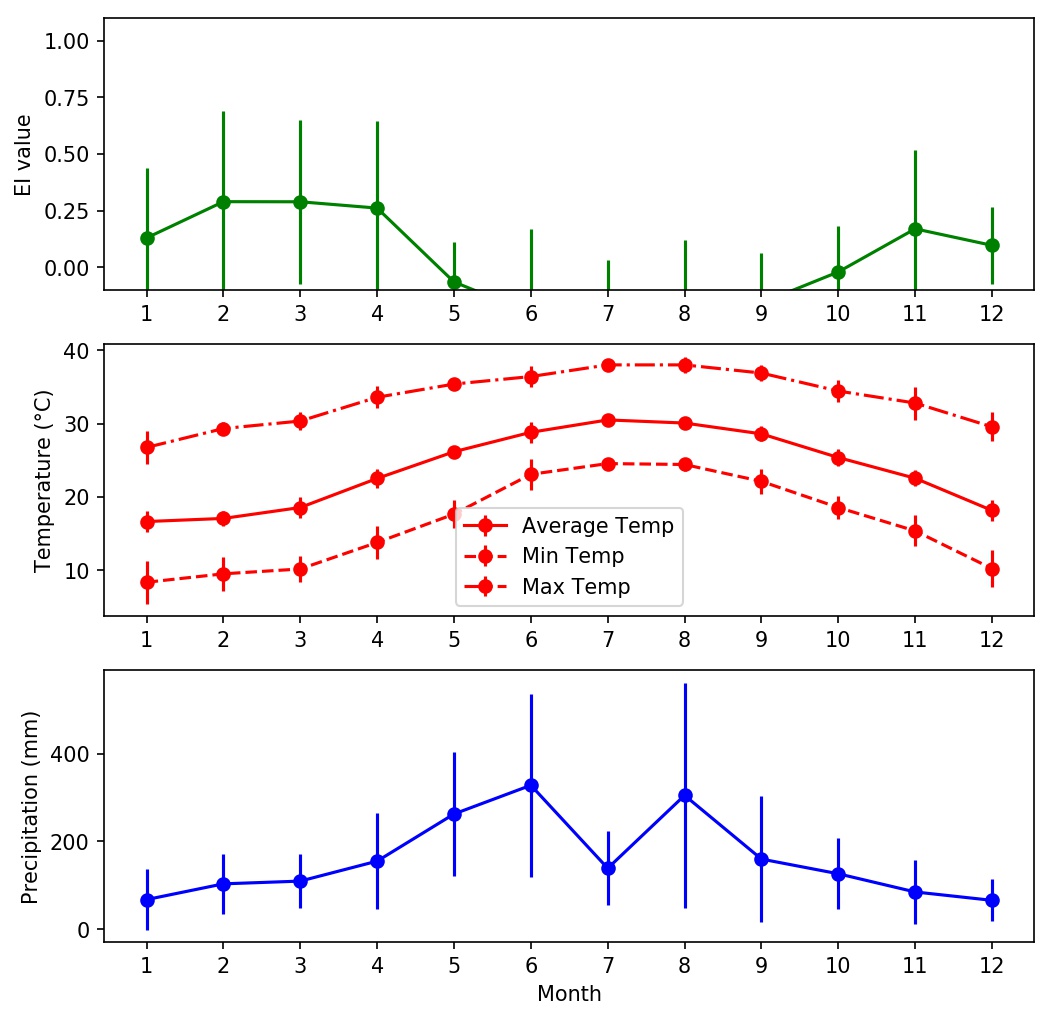 EI value
1.00
0.75
0.50
0.25
0.00
1 2 3 4 5 6 7 8 9 10 11 12
Temperature (°C)
40
30
20
10
Average Temp
Min Temp
Max Temp
1 2 3 4 5 6 7 8 9 10 11 12
Precipitation (mm)
400
200
0
1 2 3 4 5 6 7 8 9 10 11 12
Month